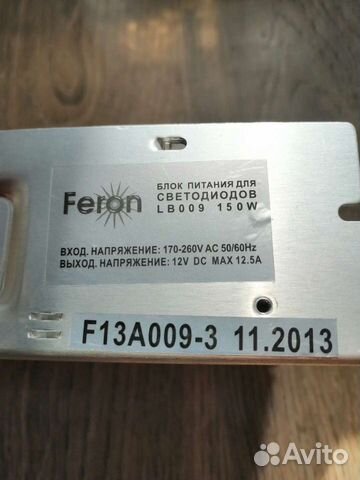 Feron
БЛОК ПИТАНИЯ ДЛЯ
СВЕТОДИОДОВ
LB009 150W
ВХОД. НАПРЯЖЕНИЕ: 170-260V AC 50/60Hz
ВЫХОД. НАПРЯЖЕНИЕ: 12V DC MAX 12.5A
F13A009-3 11.2013
Avito